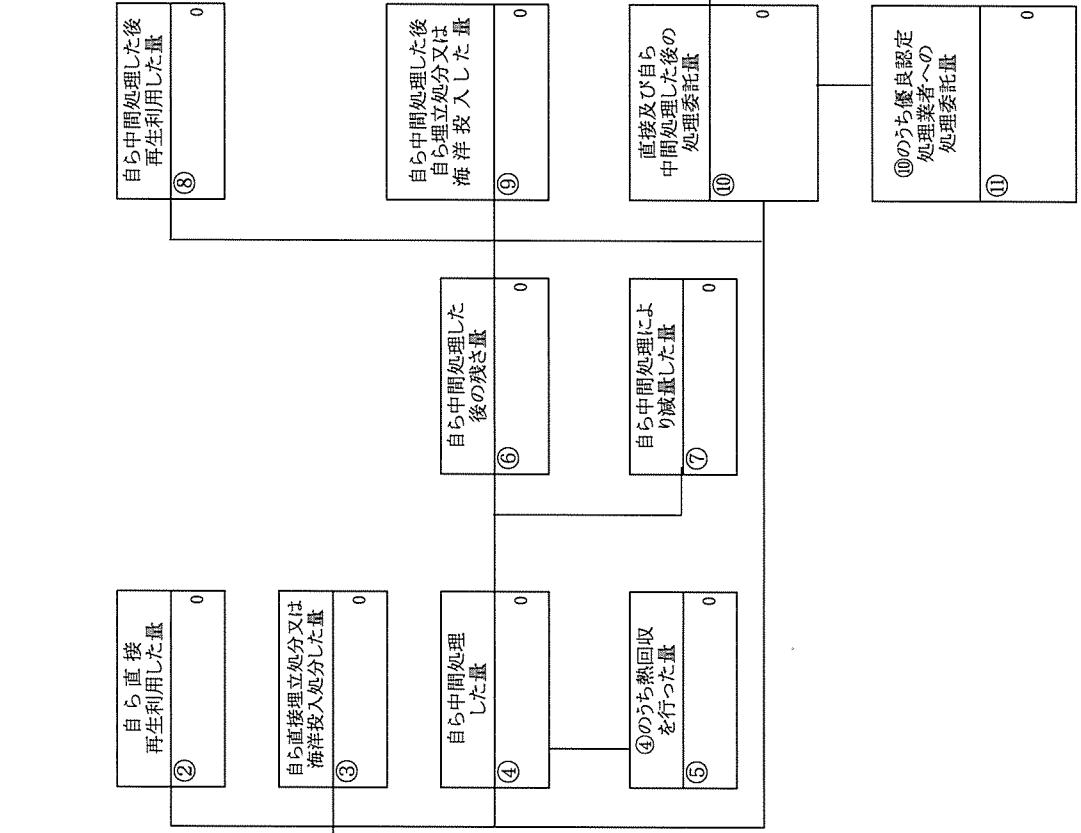 自ら直接
再生利用した量
②
0
自ら直接埋立処分又は
海洋投入処分した量
③
0
自ら中間処理
した量
④
0
④のうち熱回収
を行った量
⑤
0
自ら中間処理した
後の残さ量
⑥
0
自ら中間処理によ
り減量した量
⑦
0
自ら中間処理した後
再生利用した量
⑧
0
自ら中間処理した後
自ら埋立処分又は
海洋投入した量
⑨
0
直接及び自ら
中間処理した後の
処理委託量
⑩
0
⑩のうち優良認定
処理業者への
処理委託量
⑪
0